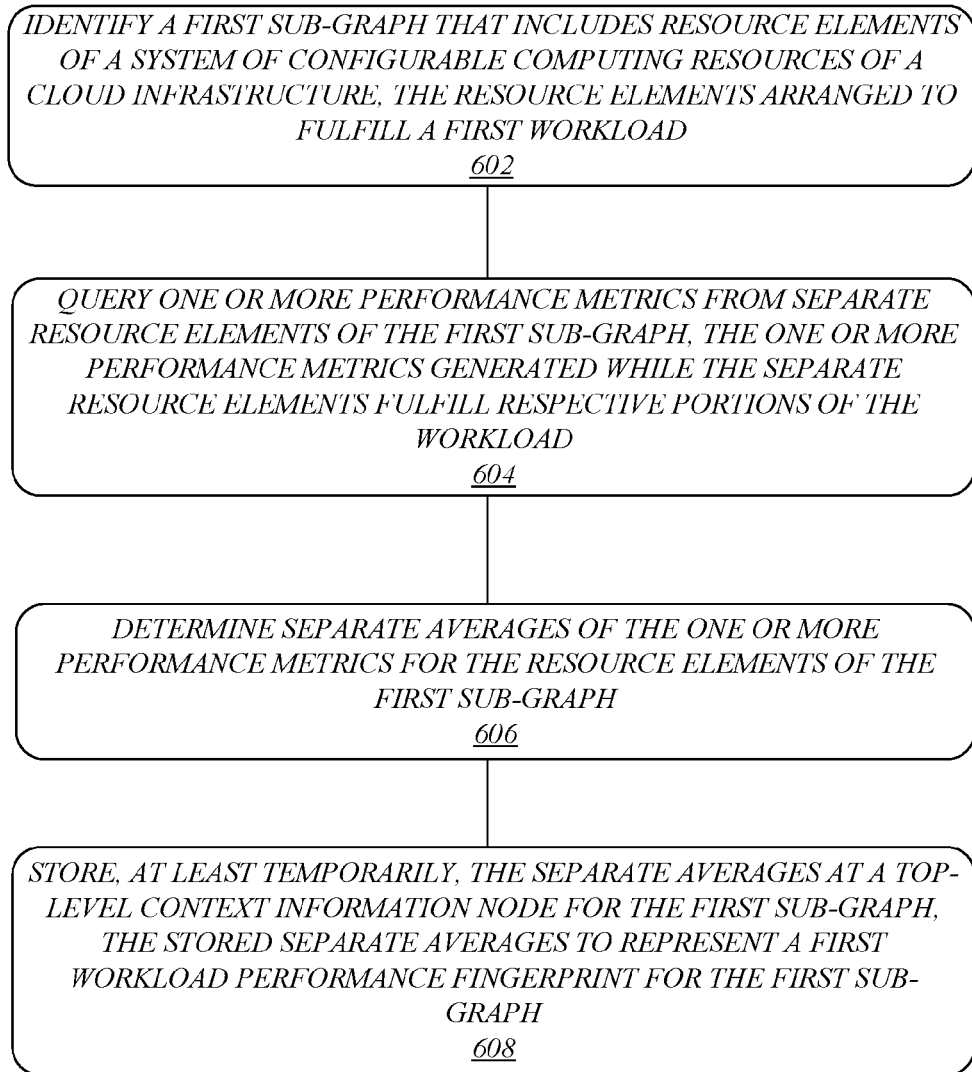 IDENTIFY A FIRST SUB-GRAPH THAT INCLUDES RESOURCE ELEMENTS
OF A SYSTEM OF CONFIGURABLE COMPUTING RESOURCES OF A
CLOUD INFRASTRUCTURE, THE RESOURCE ELEMENTS ARRANGED TO
FULFILL A FIRST WORKLOAD
602
QUERY ONE OR MORE PERFORMANCE METRICS FROM SEPARATE
RESOURCE ELEMENTS OF THE FIRST SUB-GRAPH, THE ONE OR MORE
PERFORMANCE METRICS GENERATED WHILE THE SEPARATE
RESOURCE ELEMENTS FULFILL RESPECTIVE PORTIONS OF THE
WORKLOAD
604
DETERMINE SEPARATE AVERAGES OF THE ONE OR MORE
PERFORMANCE METRICS FOR THE RESOURCE ELEMENTS OF THE
FIRST SUB-GRAPH
606
STORE, AT LEAST TEMPORARILY, THE SEPARATE AVERAGES AT A TOP-
LEVEL CONTEXT INFORMATION NODE FOR THE FIRST SUB-GRAPH,
THE STORED SEPARATE AVERAGES TO REPRESENT A FIRST
WORKLOAD PERFORMANCE FINGERPRINT FOR THE FIRST SUB-
GRAPH
608